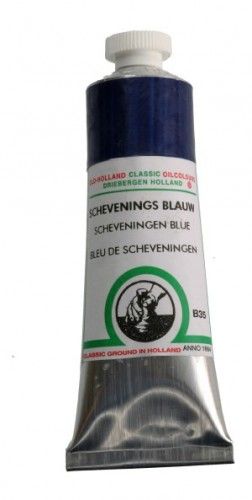 OLD-HOLLAND CLASSIC OILCOLOURS
DRIEBERGEN HOLLAND
SCHEVENINGS BLAUW
SCHEVENINGEN BLUE
BLEU DE SCHEVENINGEN
B35
CLASSIC GROUND IN HOLLAND ANNO 1664